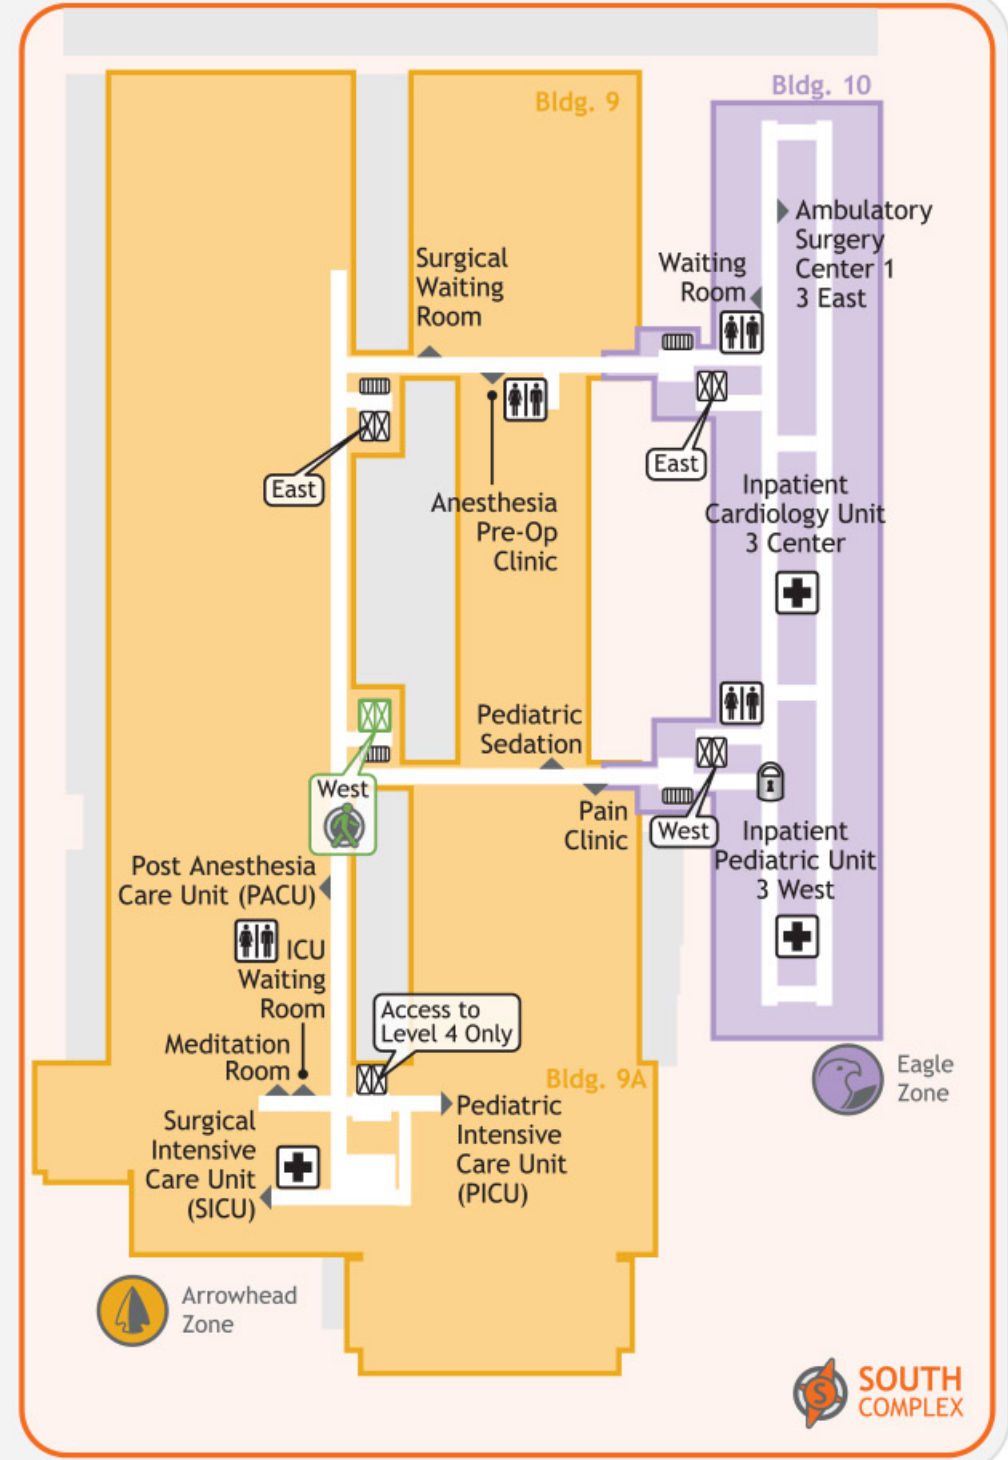 Bldg. 9
Bldg. 10
Ambulatory
Surgery
Center 1
3 East
Surgical
Waiting
Room
Waiting
Room
East
East
Anesthesia
Pre-Op
Clinic
Inpatient
Cardiology Unit
3 Center
Pediatric
Sedation
West
Pain
Clinic
West
Inpatient
Pediatric Unit
3 West
Post Anesthesia
Care Unit (PACU)
ICU
Waiting
Room
Access to
Level 4 Only
Meditation
Room
Bldg. 9A
Surgical
Intensive
Care Unit
(SICU)
Pediatric
Intensive
Care Unit
(PICU)
Eagle
Zone
Arrowhead
Zone
S
SOUTH
COMPLEX